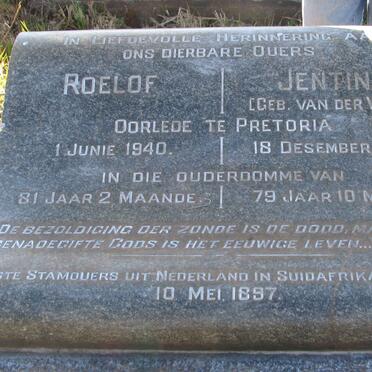 IN LIEFDEVOLLE HERINNERING
ONS DIERBARE OUERS
ROELOF JENTIN
(GEB. VAN DER
OORLEDE TE PRETORIA
1 JUNIE 1940. 18 DESEMBER
IN DIE OUDERDOMME VAN
81 JAAR 2 MAANDE. 79 JAAR 10 M
DE BEZOLDIGING DER ZONDE IS DE DOOD, MA
GENADEGIFTE GODS IS HET EEUWIGE LEVEN...
STE STAMOUERS UIT NEDERLAND IN SUIDAFRIKA
10 MEI, 1897.